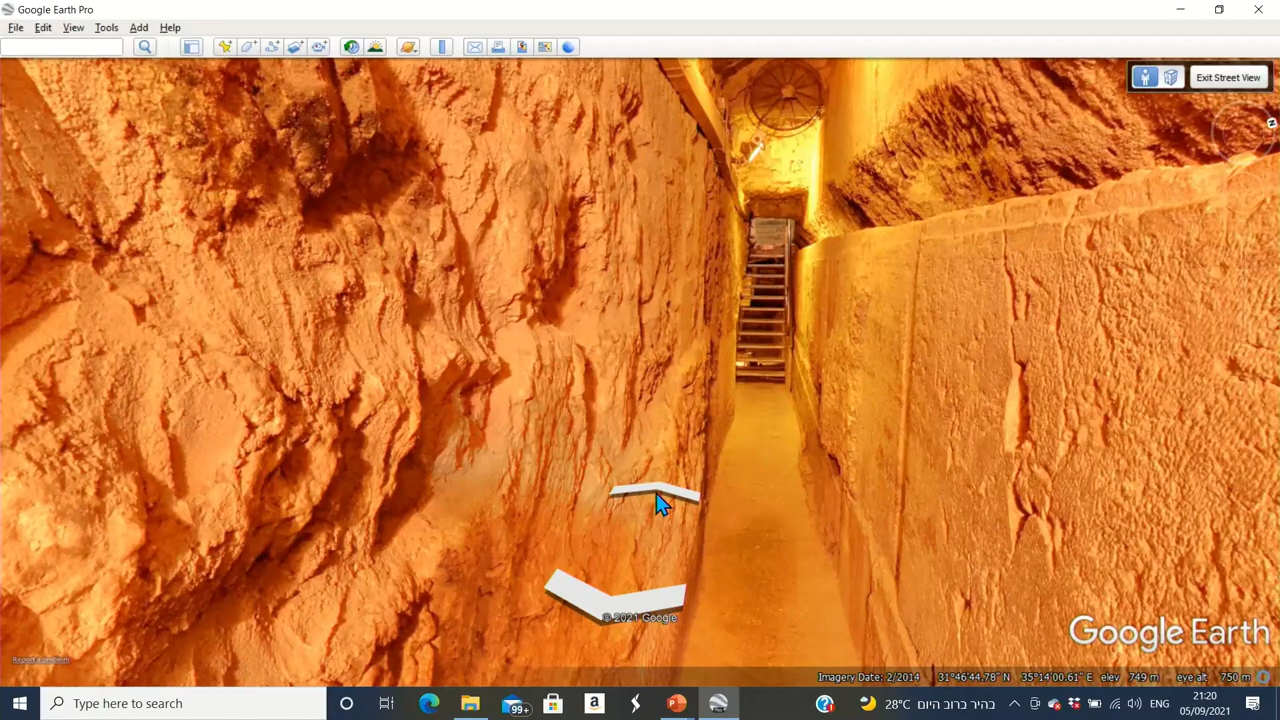 Google Earth Pro
File Edit View Tools Add Help
Exit Street View
N
© 2021 Google
Google Earth
Report a problem
Imagery Date: 2/2014 31°46'44.78" N 35°14'00.61" E elev 749 m eye alt 750 m
Type here to search
99+
a
P
?
28°C בהיר ברוב היום
ENG
21:20
05/09/2021